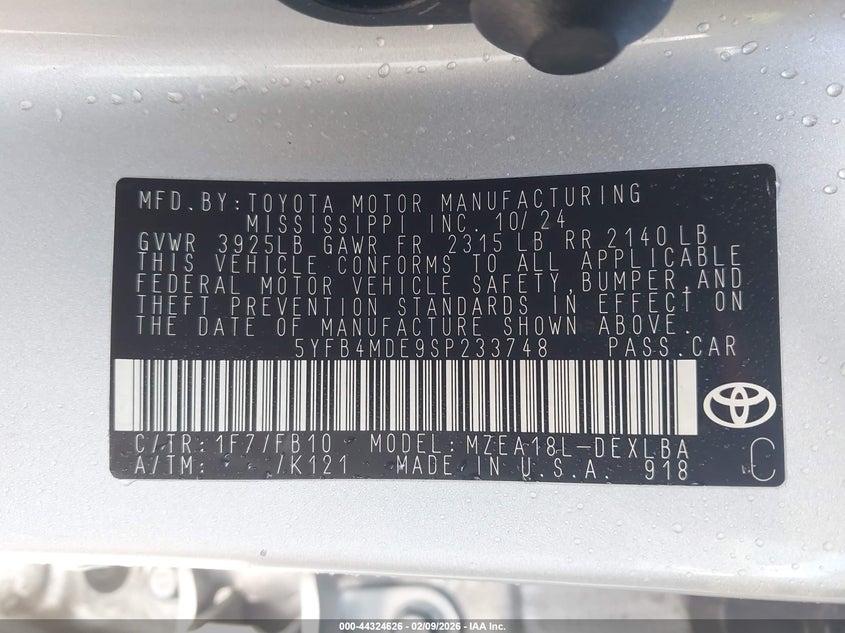 MFD.BY:TOYOTA MOTOR MANUFACTURING
MISSISSIPPI INC. 10/24
GVWR 3925LB GAWR FR 2315 LB RR 2140 LB
THIS VEHICLE CONFORMS TO ALL APPLICABLE
FEDERAL MOTOR VEHICLE SAFETY, BUMPER, AND
THEFT PREVENTION STANDARDS IN EFFECT ON
THE DATE OF MANUFACTURE SHOWN ABOVE.
5YFB4MDE9SP233748 PASS.CAR
C/TR:1F7/FB10 MODEL:MZEA18L-DEXLBA
A/TM: /K121 MADE IN U.S.A. 918
C
000-44324626 - 02/09/2026 - IAA Inc.